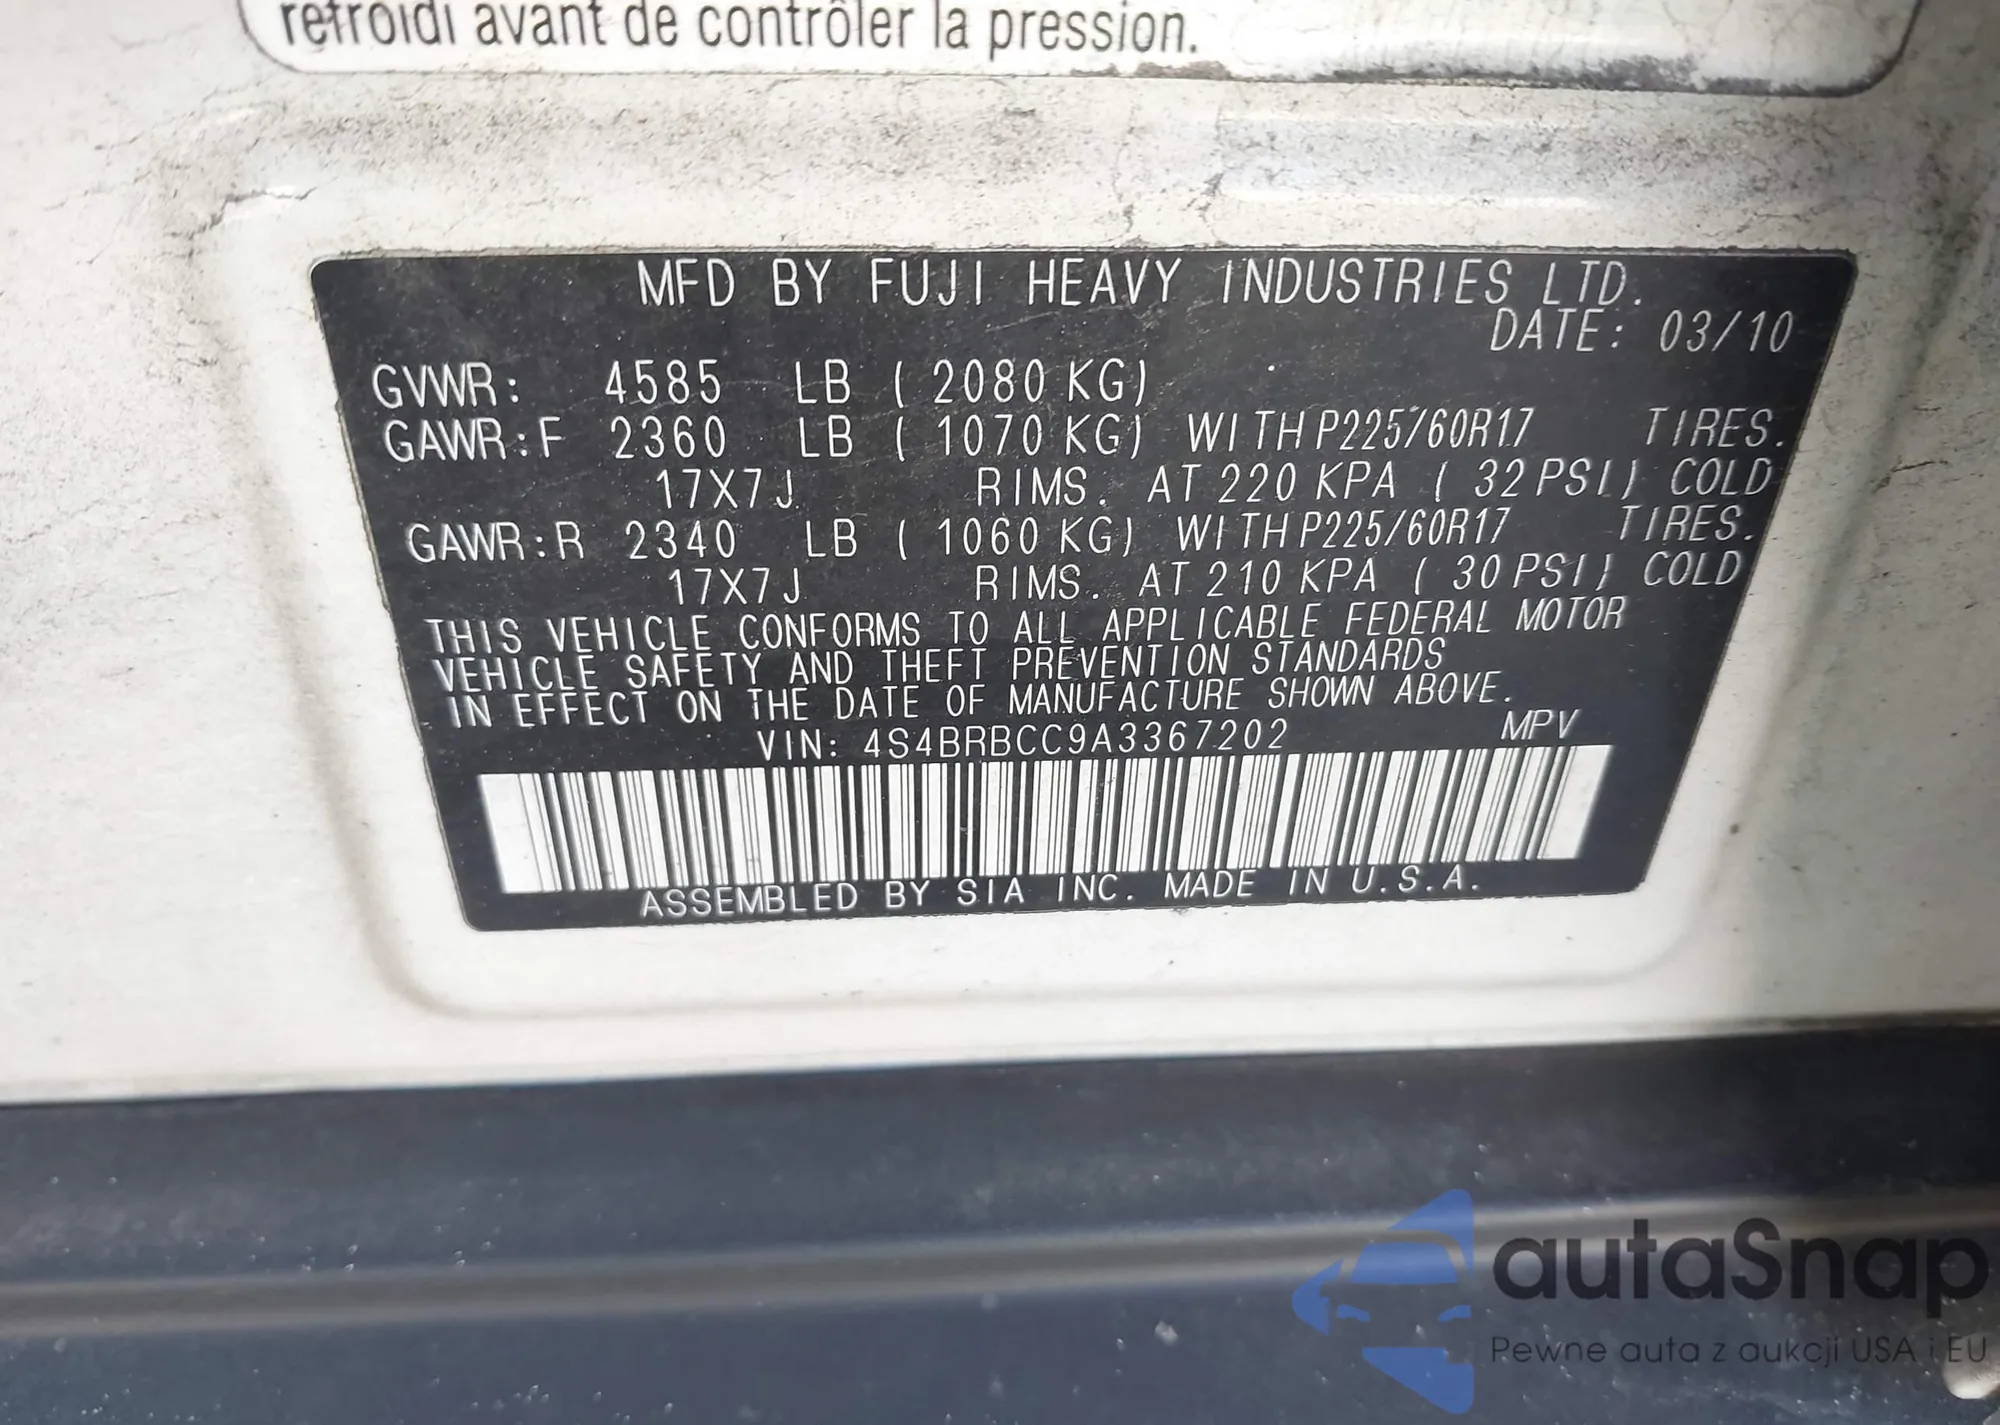 refroidi avant de contrôler la pression.
MFD BY FUJI HEAVY INDUSTRIES LTD.
DATE: 03/10
GVWR: 4585 LB ( 2080 KG)
GAWR:F 2360 LB ( 1070 KG) WITH P225/60R17 TIRES.
17X7J RIMS. AT 220 KPA ( 32 PSI) COLD
GAWR:R 2340 LB ( 1060 KG) WITH P225/60R17 TIRES.
17X7J RIMS. AT 210 KPA ( 30 PSI) COLD
THIS VEHICLE CONFORMS TO ALL APPLICABLE FEDERAL MOTOR
VEHICLE SAFETY AND THEFT PREVENTION STANDARDS
IN EFFECT ON THE DATE OF MANUFACTURE SHOWN ABOVE.
VIN: 4S4BRBCC9A3367202 MPV
ASSEMBLED BY SIA INC. MADE IN U.S.A.
autaSnap
Pewne auta z aukcji USA i EU